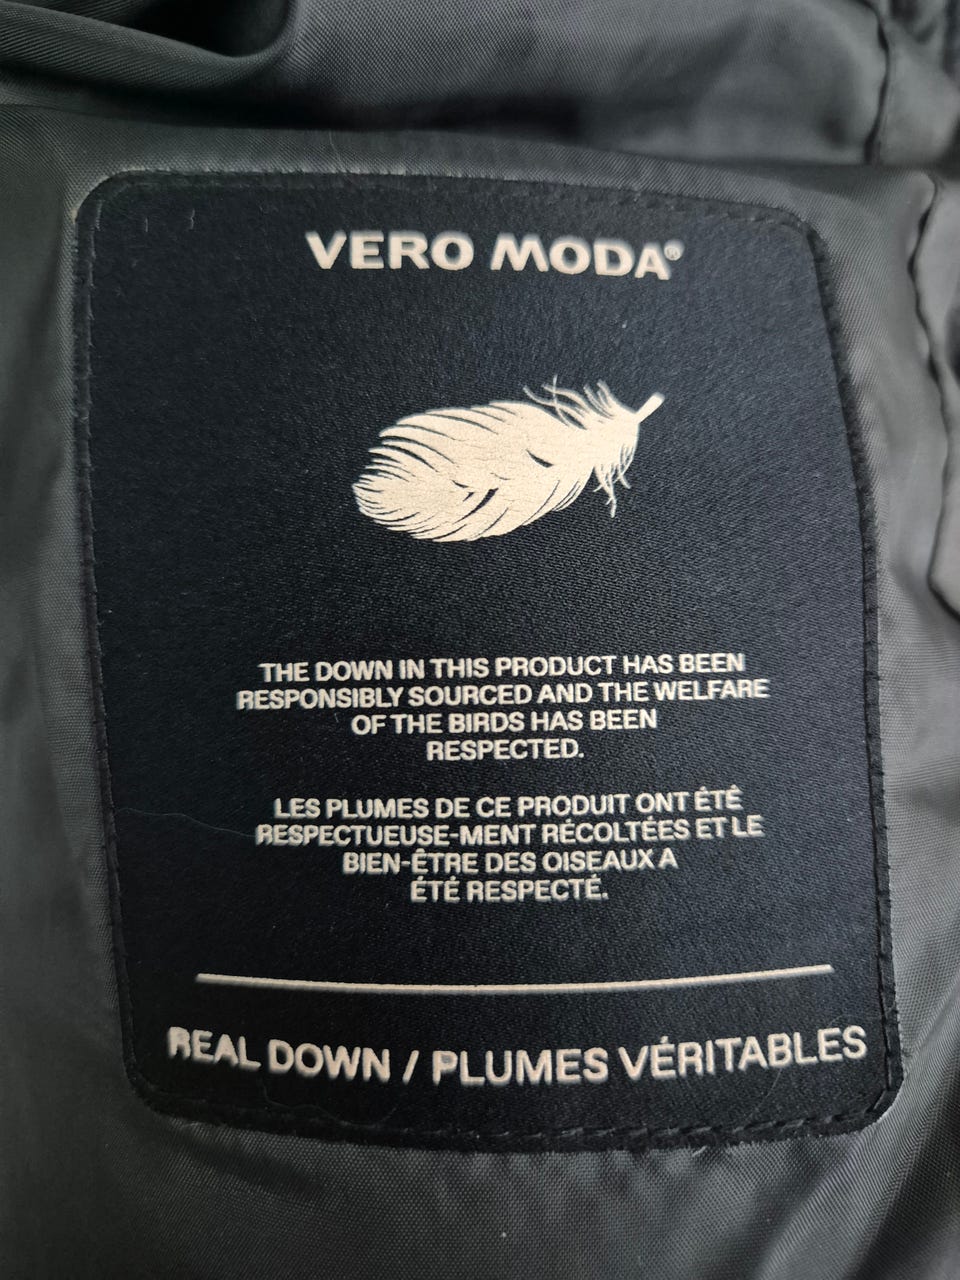 VERO MODA®
THE DOWN IN THIS PRODUCT HAS BEEN
RESPONSIBLY SOURCED AND THE WELFARE
OF THE BIRDS HAS BEEN
RESPECTED.
LES PLUMES DE CE PRODUIT ONT ÉTÉ
RESPECTUEUSE-MENT RÉCOLTÉES ET LE
BIEN-ÊTRE DES OISEAUX A
ÉTÉ RESPECTÉ.
REAL DOWN / PLUMES VÉRITABLES